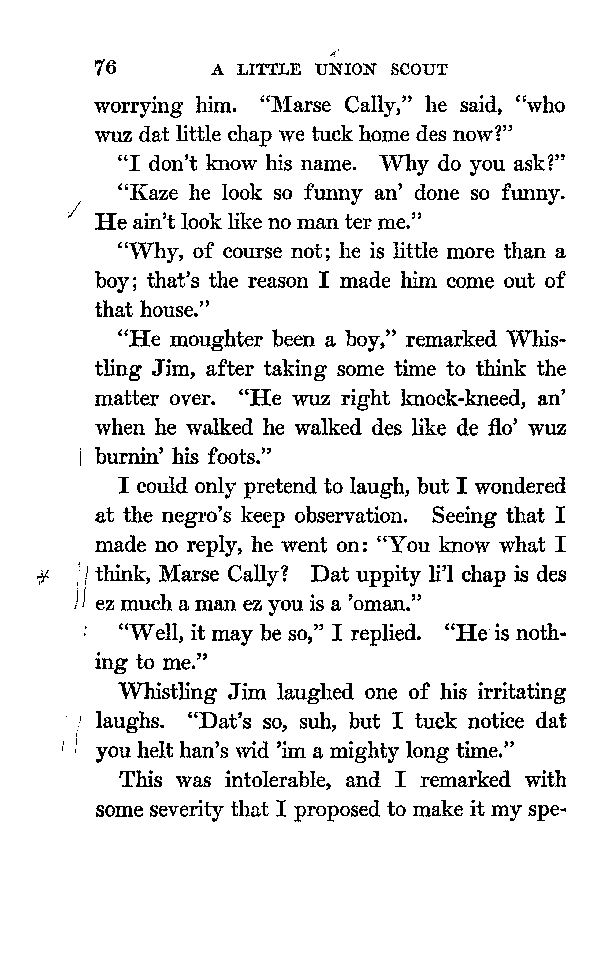 76 A LITTLE UNION SCOUT
worrying him. “Marse Cally,” he said, “who
wuz dat little chap we tuck home des now?”
“I don’t know his name. Why do you ask?”
“Kaze he look so funny an’ done so funny.
He ain’t look like no man ter me.”
“Why, of course not; he is little more than a
boy; that’s the reason I made him come out of
that house.”
“He moughter been a boy,” remarked Whis-
tling Jim, after taking some time to think the
matter over. “He wuz right knock-kneed, an’
when he walked he walked des like de flo’ wuz
burnin’ his foots.”
I could only pretend to laugh, but I wondered
at the negro’s keep observation. Seeing that I
made no reply, he went on: “You know what I
think, Marse Cally? Dat uppity li’l chap is des
ez much a man ez you is a ’oman.”
“Well, it may be so,” I replied. “He is noth-
ing to me.”
Whistling Jim laughed one of his irritating
laughs. “Dat’s so, suh, but I tuck notice dat
you helt han’s wid ’im a mighty long time.”
This was intolerable, and I remarked with
some severity that I proposed to make it my spe-